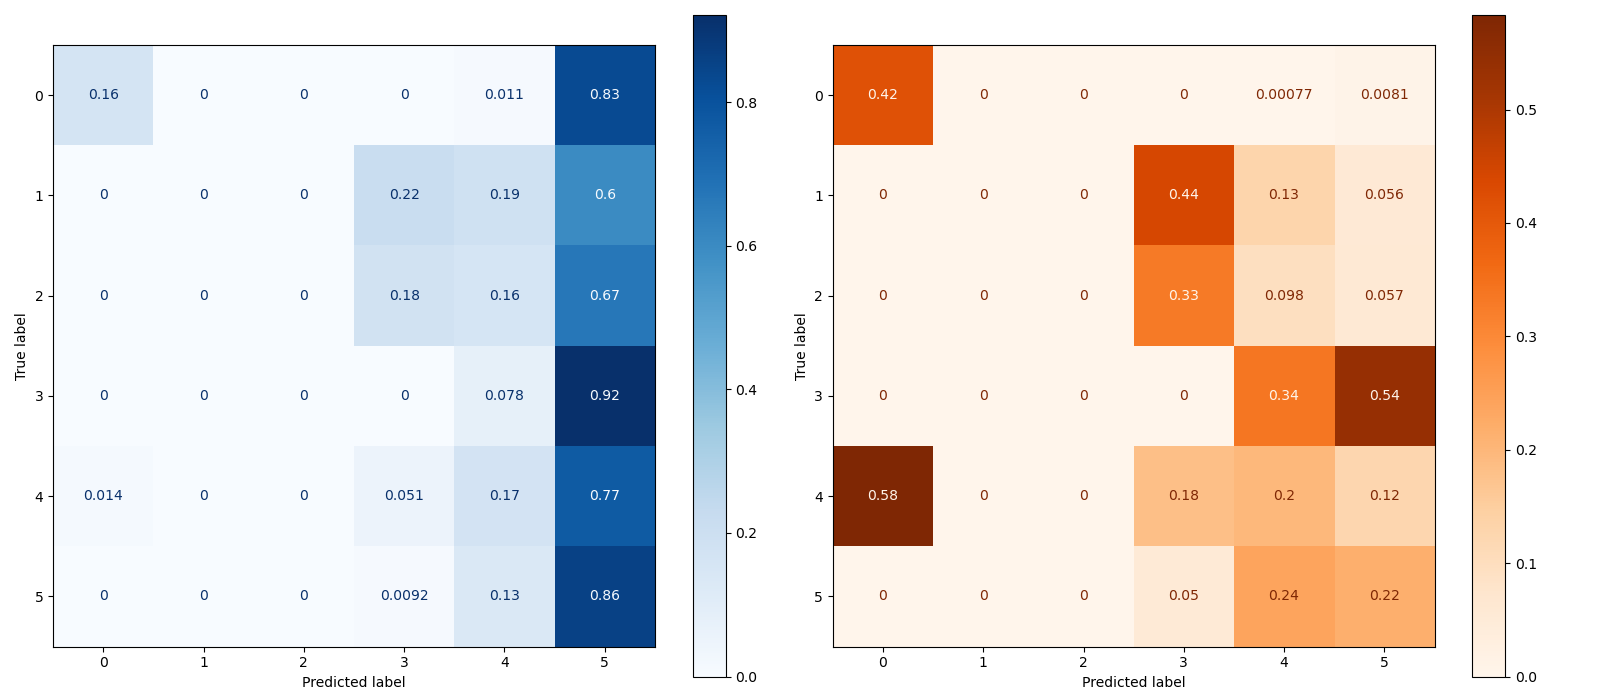 0 0.16 0 0 0 0.011 0.83
1 0 0 0 0.22 0.19 0.6
2 0 0 0 0.18 0.16 0.67
3 0 0 0 0 0.078 0.92
4 0.014 0 0 0.051 0.17 0.77
5 0 0 0 0.0092 0.13 0.86
0 1 2 3 4 5
Predicted label
True label
0.8
0.6
0.4
0.2
0.0
0 0.42 0 0 0 0.00077 0.0081
1 0 0 0 0.44 0.13 0.056
2 0 0 0 0.33 0.098 0.057
3 0 0 0 0 0.34 0.54
4 0.58 0 0 0.18 0.2 0.12
5 0 0 0 0.05 0.24 0.22
0 1 2 3 4 5
Predicted label
True label
0.5
0.4
0.3
0.2
0.1
0.0